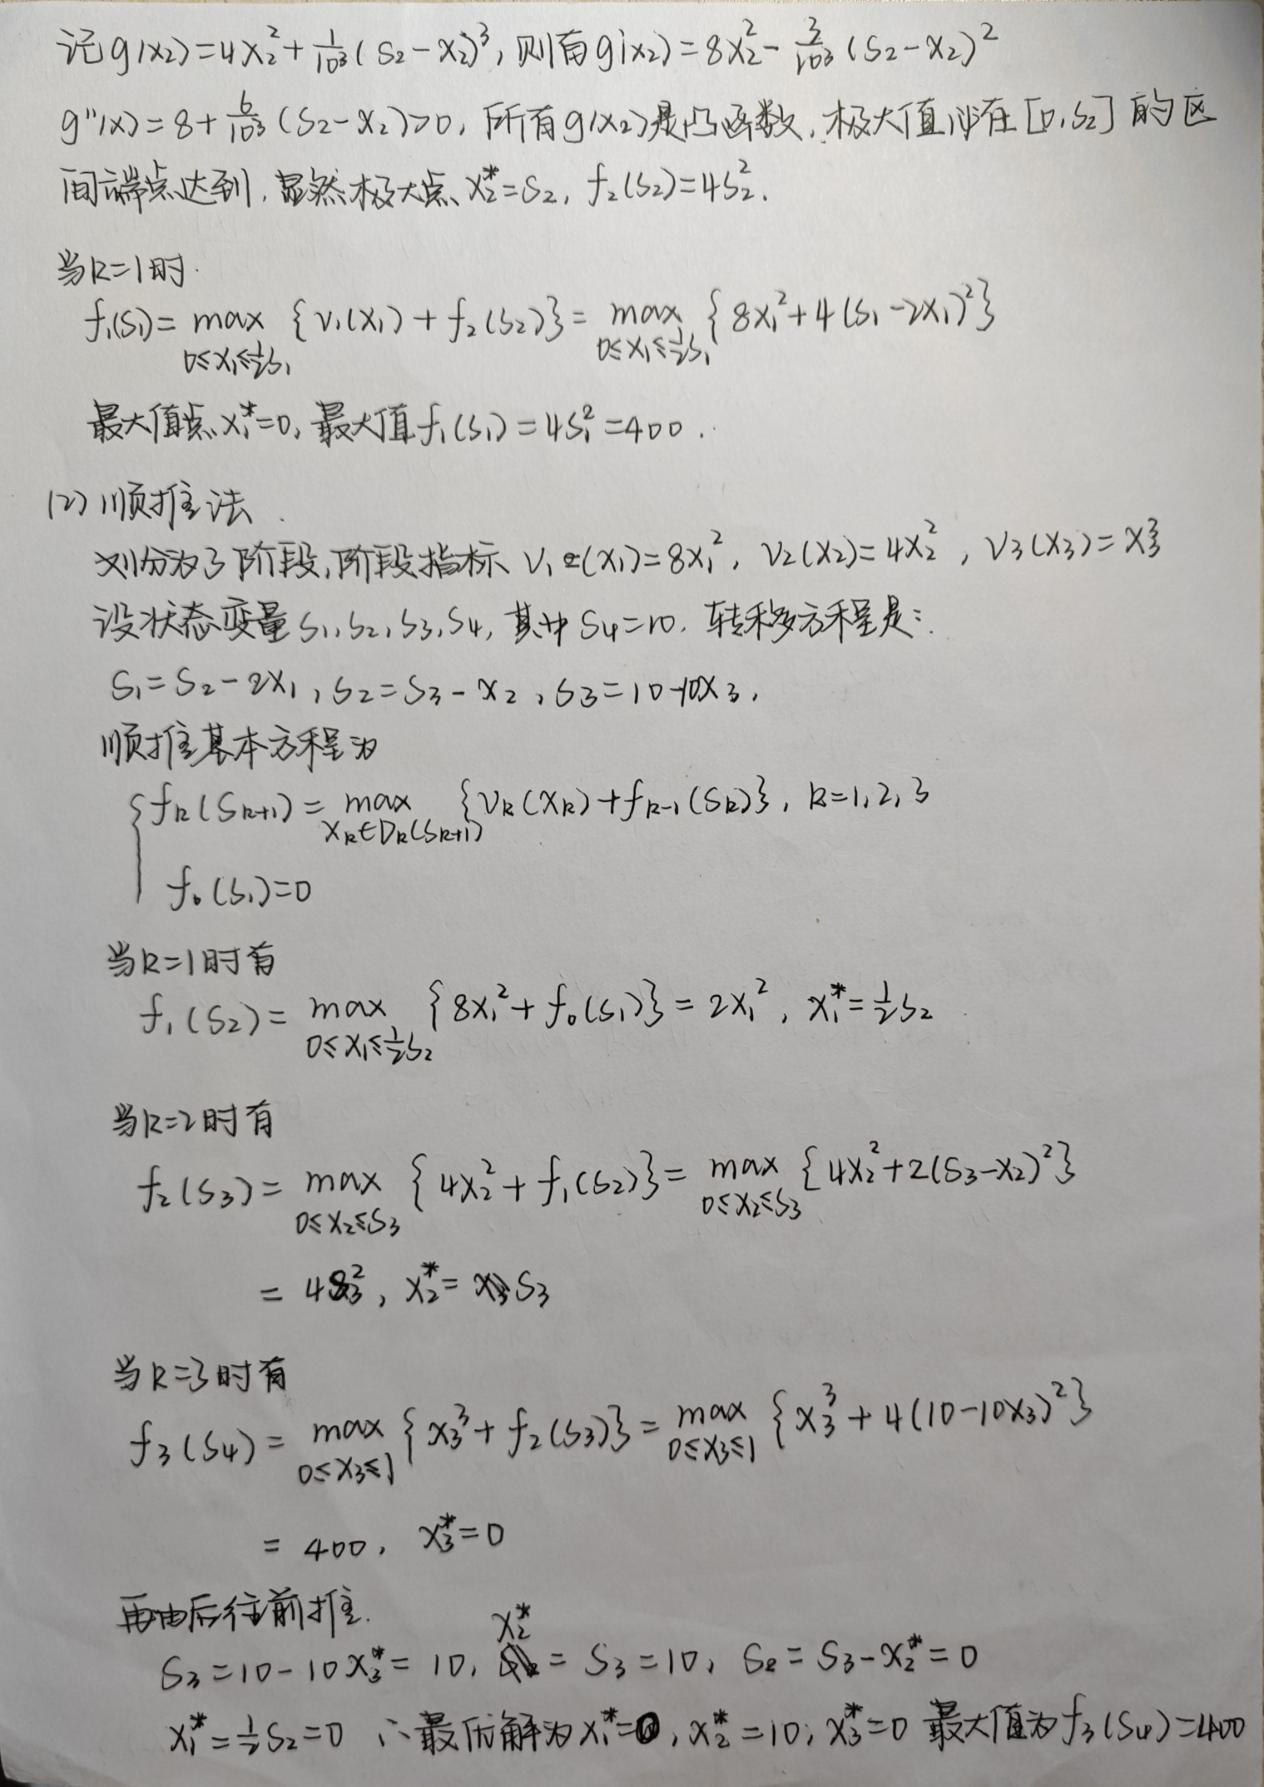 记g(x₂)=4x₂²+1/10³(s₂-x₂)³,则有g'(x₂)=8x₂²-3/10³(s₂-x₂)²
g''(x)=8+6/10³(s₂-x₂)>0,所有g(x₂)是凸函数,极大值必在[0,s₂]的区
间端点达到,显然极大点x₂*=s₂,f₂(s₂)=4s₂².
当k=1时.
f₁(s₁)=max{v₁(x₁)+f₂(s₂)}=max{8x₁²+4(s₁-2x₁)²}
0≤x₁≤½s₁ 0≤x₁≤½s₁
最大值点x₁*=0,最大值f₁(s₁)=4s₁²=400.
(2)顺推法.
划分为3阶段,阶段指标v₁(x₁)=8x₁²,v₂(x₂)=4x₂²,v₃(x₃)=x₃³
设状态变量s₁,s₂,s₃,s₄,其中s₄=10.转移方程是:
s₁=s₂-2x₁,s₂=s₃-x₂,s₃=10-10x₃,
顺推基本方程为
{f_k(s_{k+1})=max{v_k(x_k)+f_{k-1}(s_k)},k=1,2,3
x_k∈D_k(s_{k+1})
f₀(s₁)=0
当k=1时有
f₁(s₂)=max{8x₁²+f₀(s₁)}=2x₁²,x₁*=½s₂
0≤x₁≤½s₂
当k=2时有
f₂(s₃)=max{4x₂²+f₁(s₂)}=max{4x₂²+2(s₃-x₂)²}
0≤x₂≤s₃ 0≤x₂≤s₃
=4s₃²,x₂*=s₃
当k=3时有
f₃(s₄)=max{x₃³+f₂(s₃)}=max{x₃³+4(10-10x₃)²}
0≤x₃≤1 0≤x₃≤1
=400,x₃*=0
再由后往前推.
s₃=10-10x₃*=10,x₂*=s₃=10,s₂=s₃-x₂*=0
x₁*=½s₂=0 ∴最优解为x₁*=0,x₂*=10,x₃*=0 最大值为f₃(s₄)=400